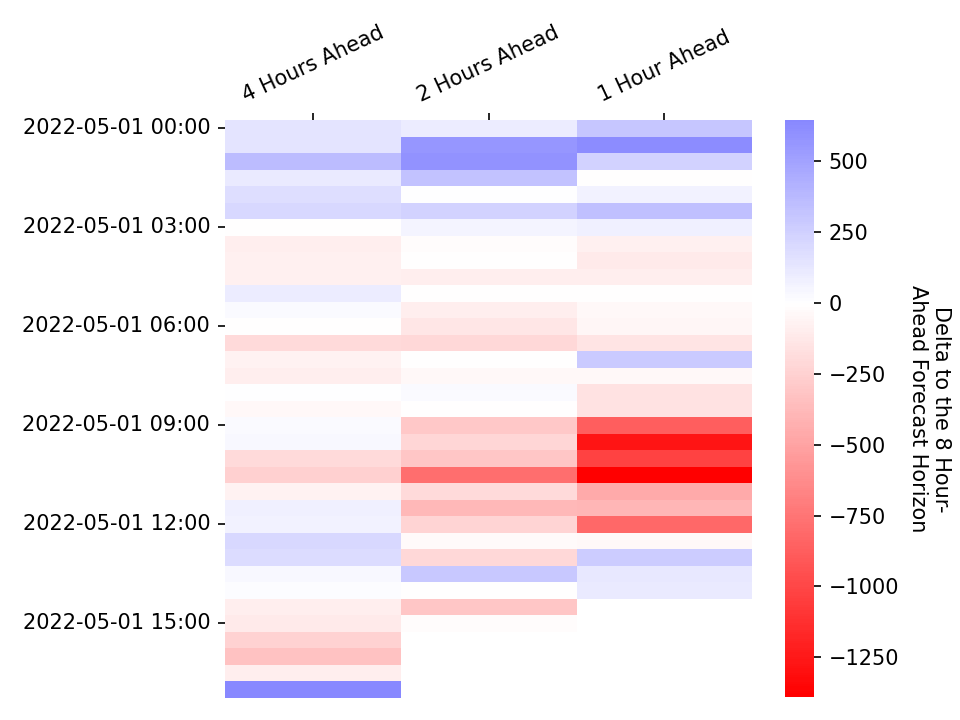 4 Hours Ahead
2 Hours Ahead
1 Hour Ahead
2022-05-01 00:00
2022-05-01 03:00
2022-05-01 06:00
2022-05-01 09:00
2022-05-01 12:00
2022-05-01 15:00
500
250
0
−250
−500
−750
−1000
−1250
Delta to the 8 Hour-
Ahead Forecast Horizon